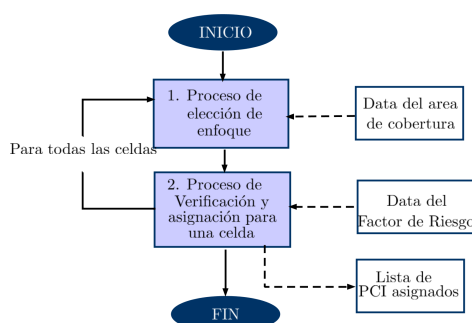 INICIO
1. Proceso de
elección de
enfoque
Data del area
de cobertura
Para todas las celdas
2. Proceso de
Verificación y
asignación para
una celda
Data del
Factor de Riesgo
Lista de
PCI asignados
FIN